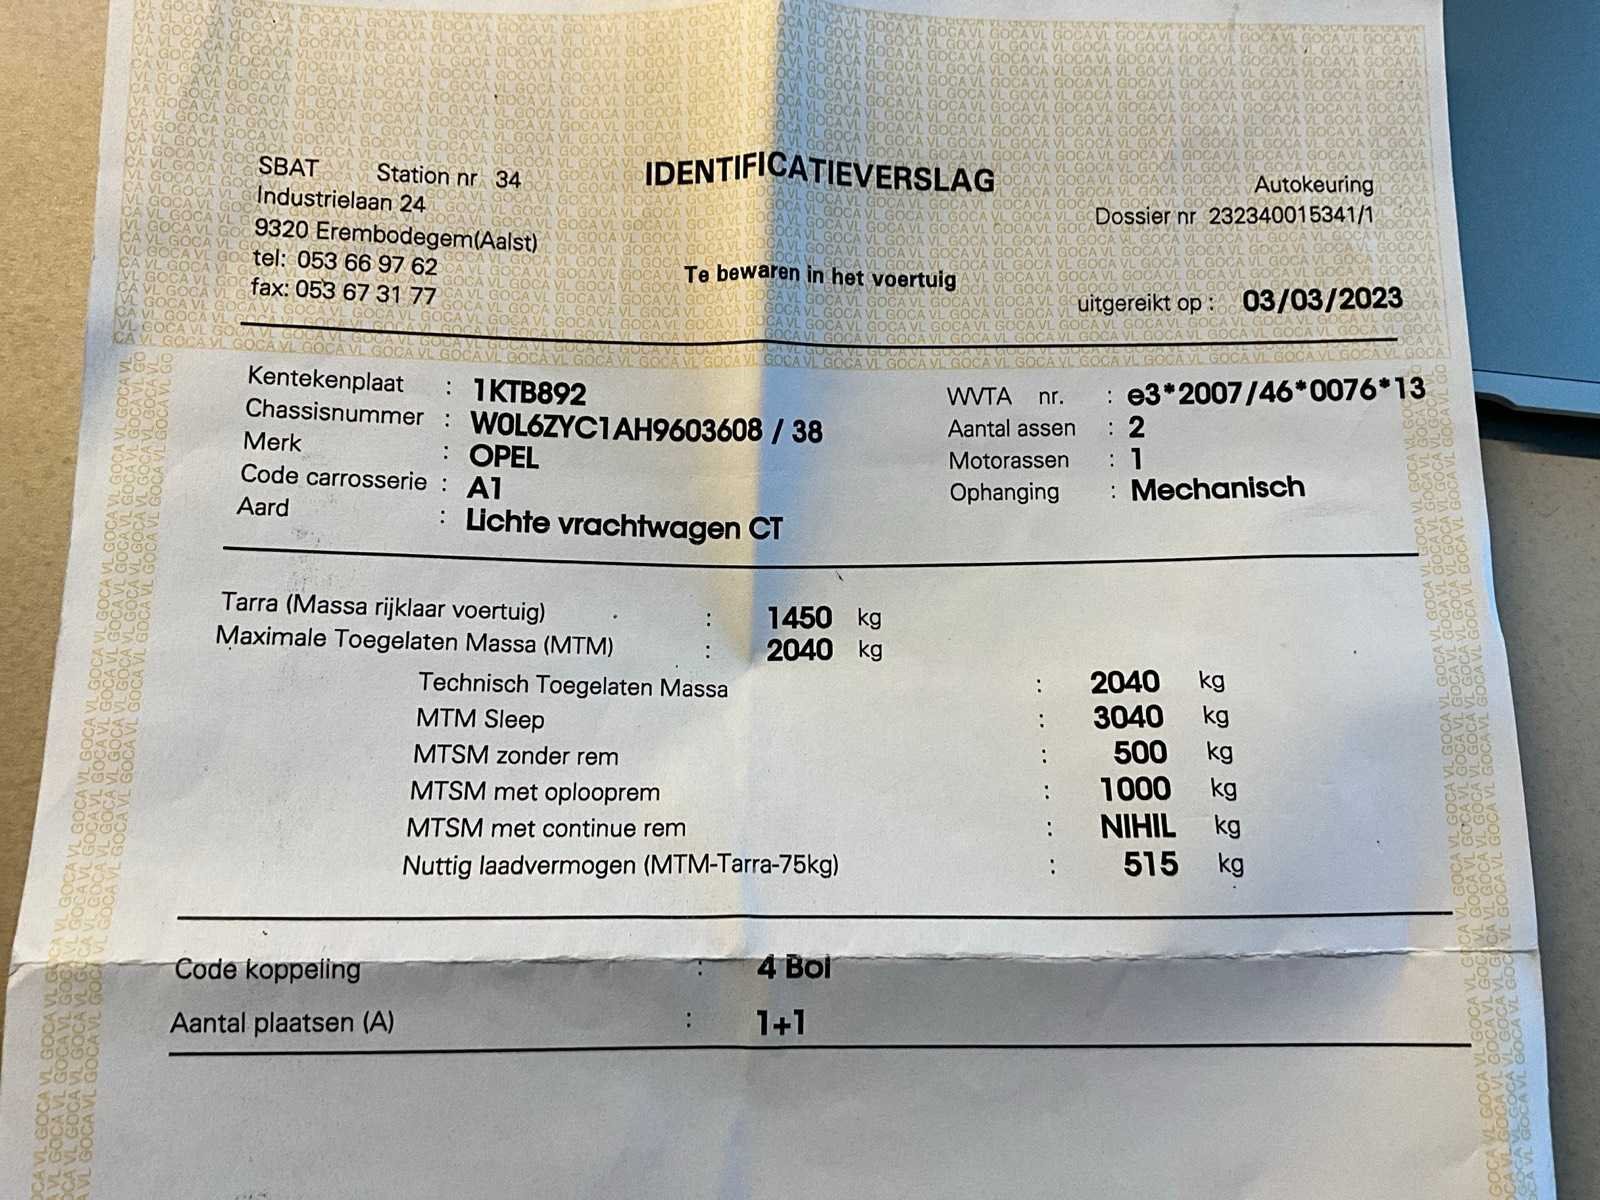 SBAT Station nr 34
Industrielaan 24
9320 Erembodegem(Aalst)
tel: 053 66 97 62
fax: 053 67 31 77
IDENTIFICATIEVERSLAG
Te bewaren in het voertuig
Autokeuring
Dossier nr 232340015341/1
uitgereikt op : 03/03/2023
Kentekenplaat : 1KTB892
Chassisnummer : W0L6ZYC1AH9603608 / 38
Merk : OPEL
Code carrosserie : A1
Aard : Lichte vrachtwagen CT
WVTA nr. : e3*2007/46*0076*13
Aantal assen : 2
Motorassen : 1
Ophanging : Mechanisch
Tarra (Massa rijklaar voertuig) : 1450 kg
Maximale Toegelaten Massa (MTM) : 2040 kg
Technisch Toegelaten Massa : 2040 kg
MTM Sleep : 3040 kg
MTSM zonder rem : 500 kg
MTSM met oplooprem : 1000 kg
MTSM met continue rem : NIHIL kg
Nuttig laadvermogen (MTM-Tarra-75kg) : 515 kg
Code koppeling : 4 Bol
Aantal plaatsen (A) : 1+1